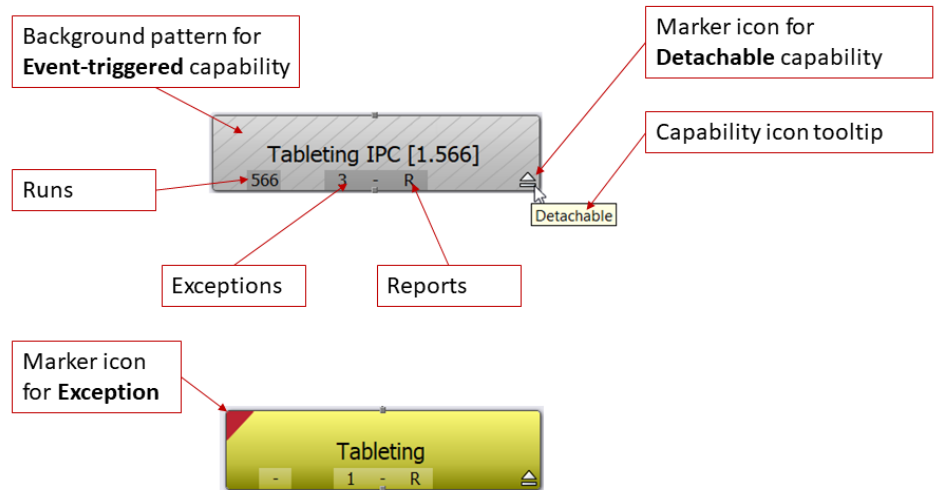 Background pattern for
Event-triggered capability
Marker icon for
Detachable capability
Capability icon tooltip
Tableting IPC [1.566]
566 3 - R
Detachable
Runs
Exceptions
Reports
Marker icon
for Exception
Tableting
- 1 - R